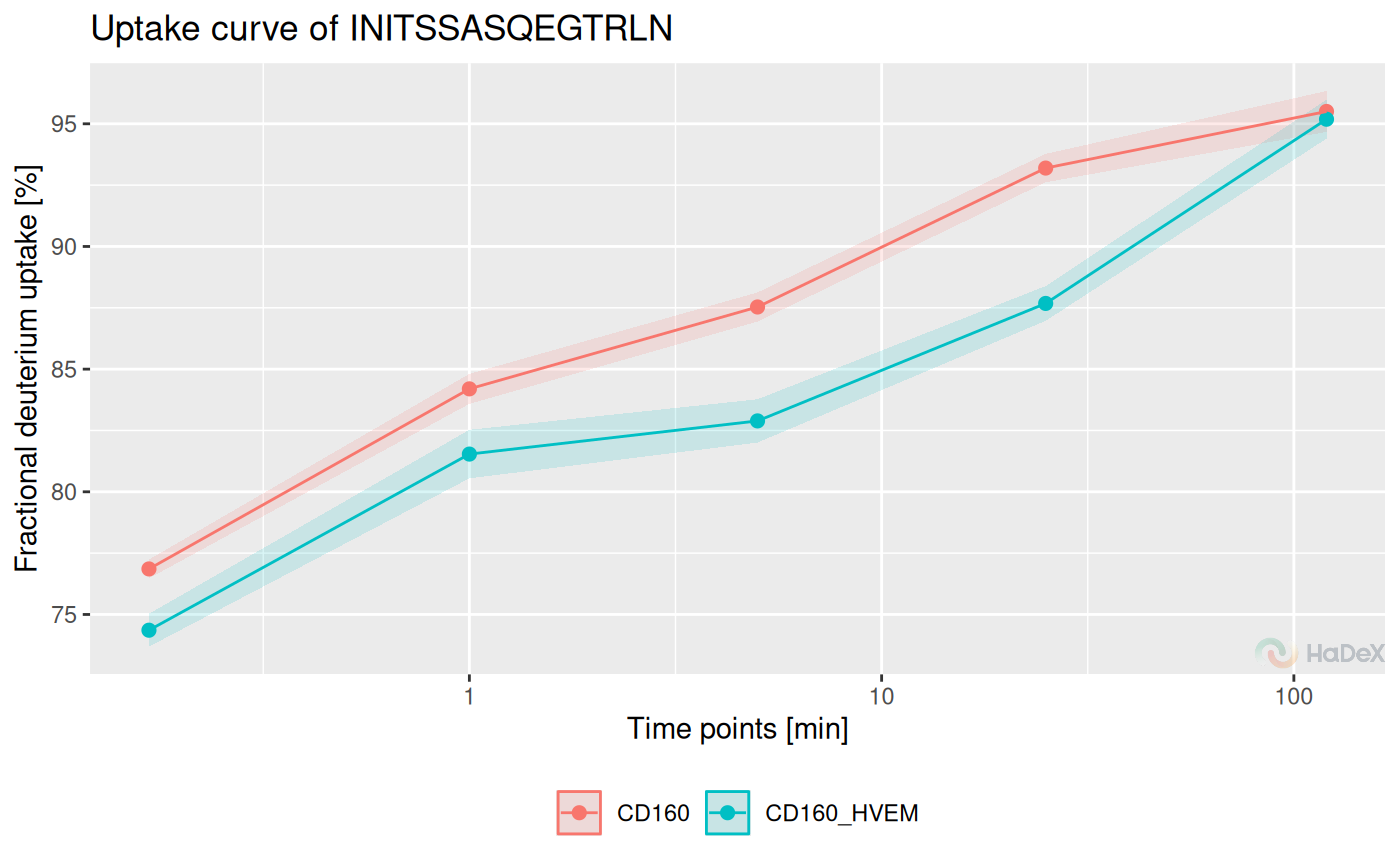 Uptake curve of INITSSASQEGTRLN
Fractional deuterium uptake [%]
95
90
85
80
75
HaDeX
1 10 100
Time points [min]
CD160 CD160_HVEM